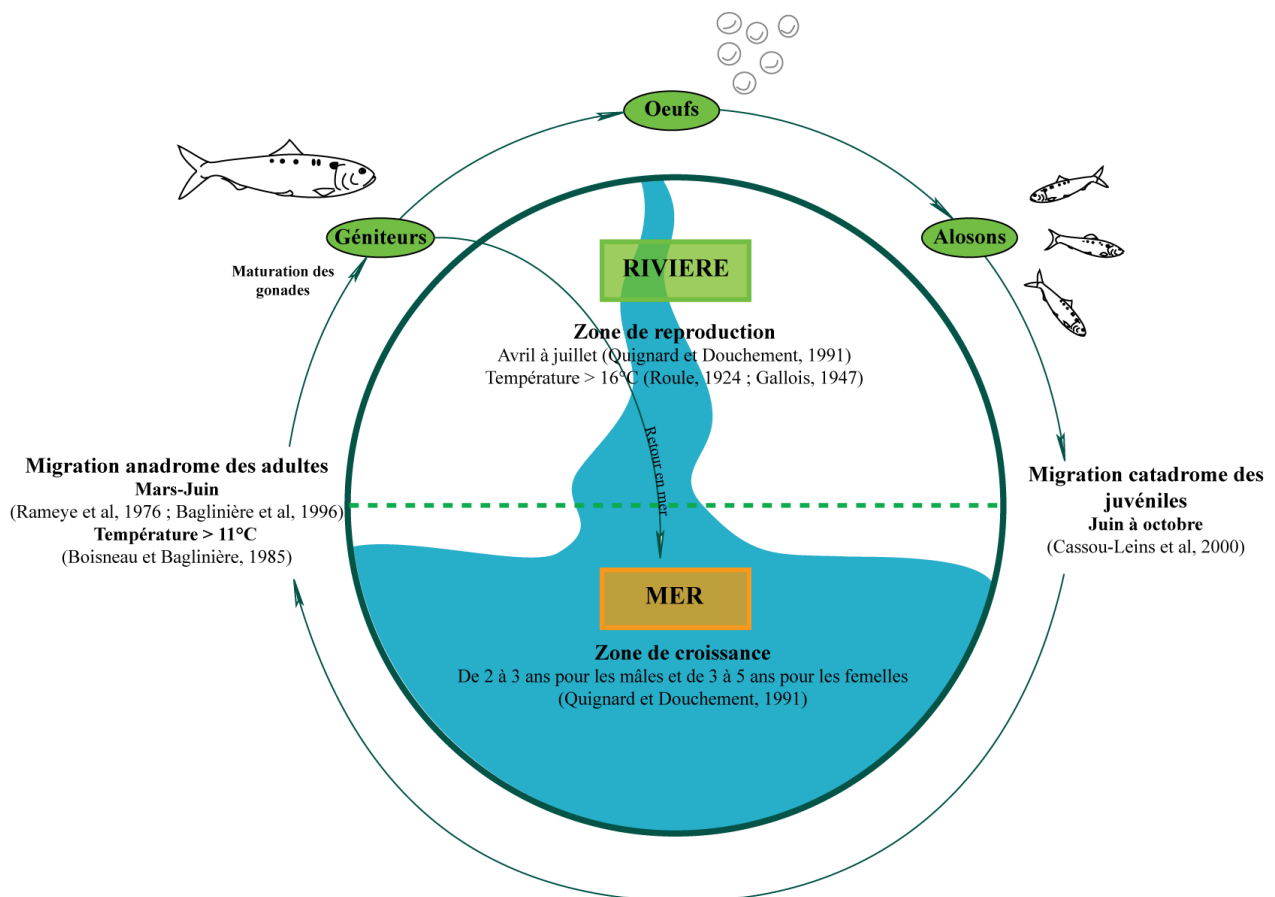 Oeufs
Géniteurs
Alosons
Maturation des
gonades
RIVIERE
Zone de reproduction
Avril à juillet (Quignard et Douchement, 1991)
Température > 16°C (Roule, 1924 ; Gallois, 1947)
Retour en mer
Migration anadrome des adultes
Mars-Juin
(Rameye et al, 1976 ; Baglinière et al, 1996)
Température > 11°C
(Boisneau et Baglinière, 1985)
Migration catadrome des
juvéniles
Juin à octobre
(Cassou-Leins et al, 2000)
MER
Zone de croissance
De 2 à 3 ans pour les mâles et de 3 à 5 ans pour les femelles
(Quignard et Douchement, 1991)